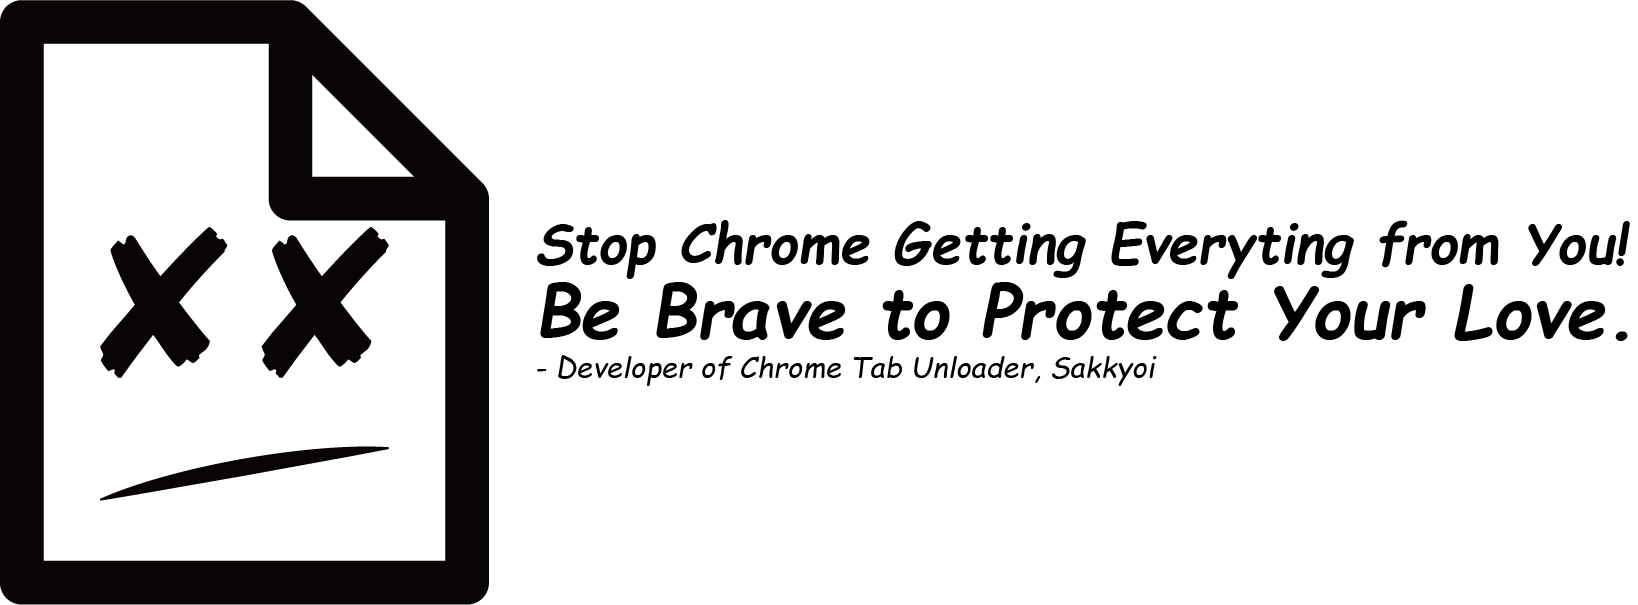 Stop Chrome Getting Everyting from You!
Be Brave to Protect Your Love.
- Developer of Chrome Tab Unloader, Sakkyoi